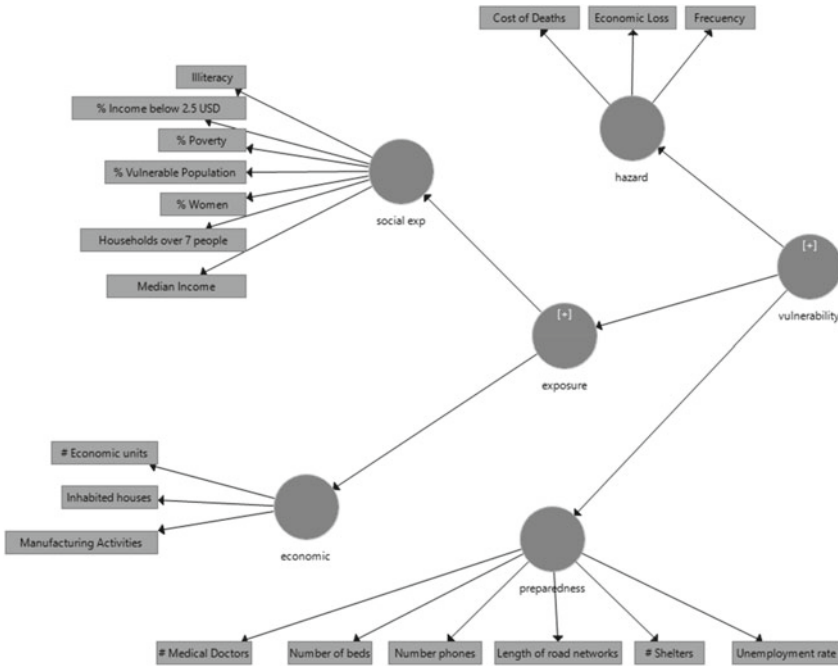 Cost of Deaths
Economic Loss
Frecuency
Illiteracy
% Income below 2.5 USD
% Poverty
% Vulnerable Population
% Women
Households over 7 people
Median Income
social exp
hazard
[+]
vulnerability
[+]
exposure
# Economic units
Inhabited houses
Manufacturing Activities
economic
preparedness
# Medical Doctors
Number of beds
Number phones
Length of road networks
# Shelters
Unemployment rate